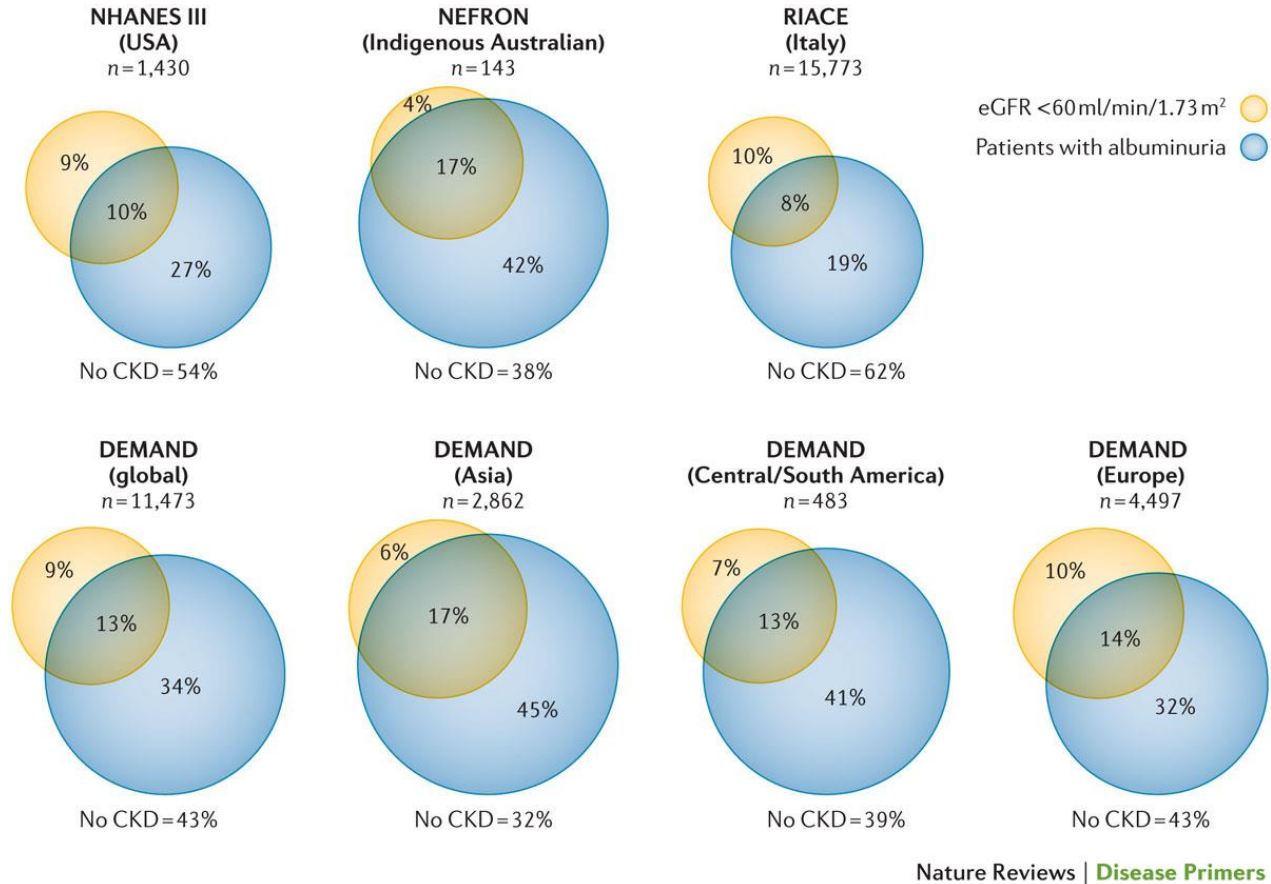 NHANES III
(USA)
n=1,430
9%
10%
27%
No CKD=54%
NEFRON
(Indigenous Australian)
n=143
4%
17%
42%
No CKD=38%
RIACE
(Italy)
n=15,773
10%
8%
19%
No CKD=62%
eGFR <60 ml/min/1.73 m²
Patients with albuminuria
DEMAND
(global)
n=11,473
9%
13%
34%
No CKD=43%
DEMAND
(Asia)
n=2,862
6%
17%
45%
No CKD=32%
DEMAND
(Central/South America)
n=483
7%
13%
41%
No CKD=39%
DEMAND
(Europe)
n=4,497
10%
14%
32%
No CKD=43%
Nature Reviews | Disease Primers